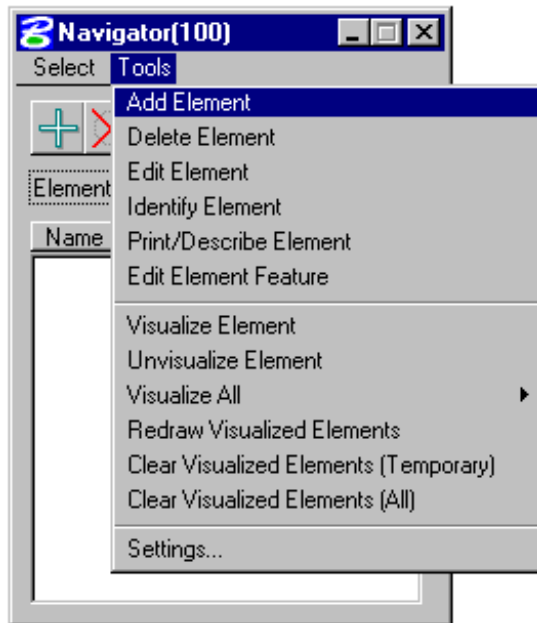 Navigator(100)
Select Tools
Add Element
Delete Element
Edit Element
Element
Identify Element
Name
Print/Describe Element
Edit Element Feature
Visualize Element
Unvisualize Element
Visualize All
Redraw Visualized Elements
Clear Visualized Elements (Temporary)
Clear Visualized Elements (All)
Settings...